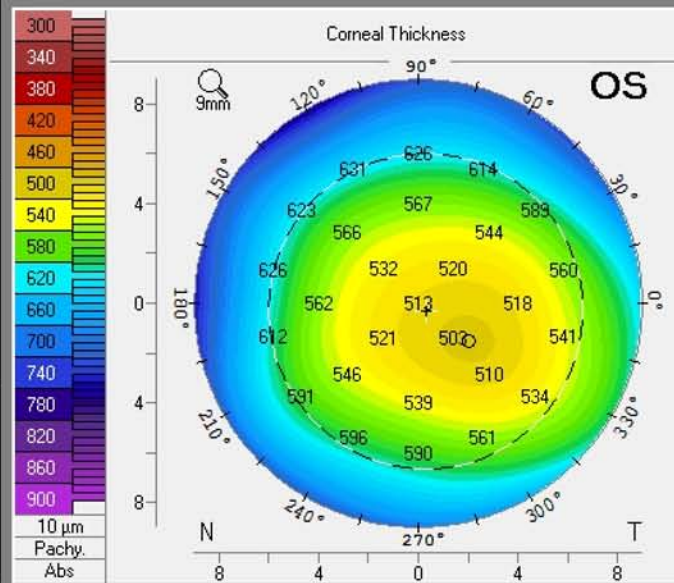 Corneal Thickness
300
340
380
420
460
500
540
580
620
660
700
740
780
820
860
900
10 µm
Pachy.
Abs
9mm
OS
90°
120° 60°
150° 30°
180° 0°
210° 330°
240° 300°
270°
8
4
0
4
8
626
631 614
623 567 589
566 544
626 532 520 560
562 513 518
612 521 503 541
546 510
591 539 534
596 561
590
N T
8 4 0 4 8